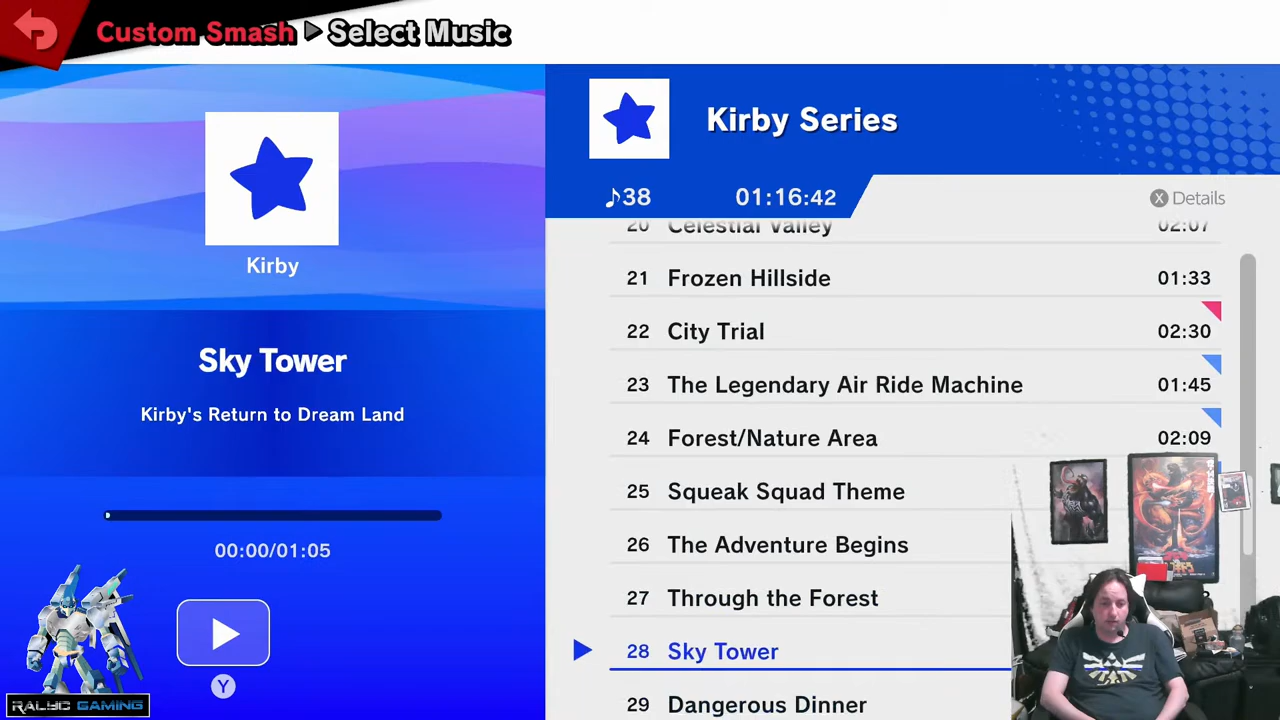 Custom Smash ▶ Select Music
Kirby
Sky Tower
Kirby's Return to Dream Land
00:00/01:05
Y
RALYC GAMING
Kirby Series
♪38 01:16:42
X Details
20 Celestial Valley 02:07
21 Frozen Hillside 01:33
22 City Trial 02:30
23 The Legendary Air Ride Machine 01:45
24 Forest/Nature Area 02:09
25 Squeak Squad Theme
26 The Adventure Begins
27 Through the Forest
28 Sky Tower
29 Dangerous Dinner